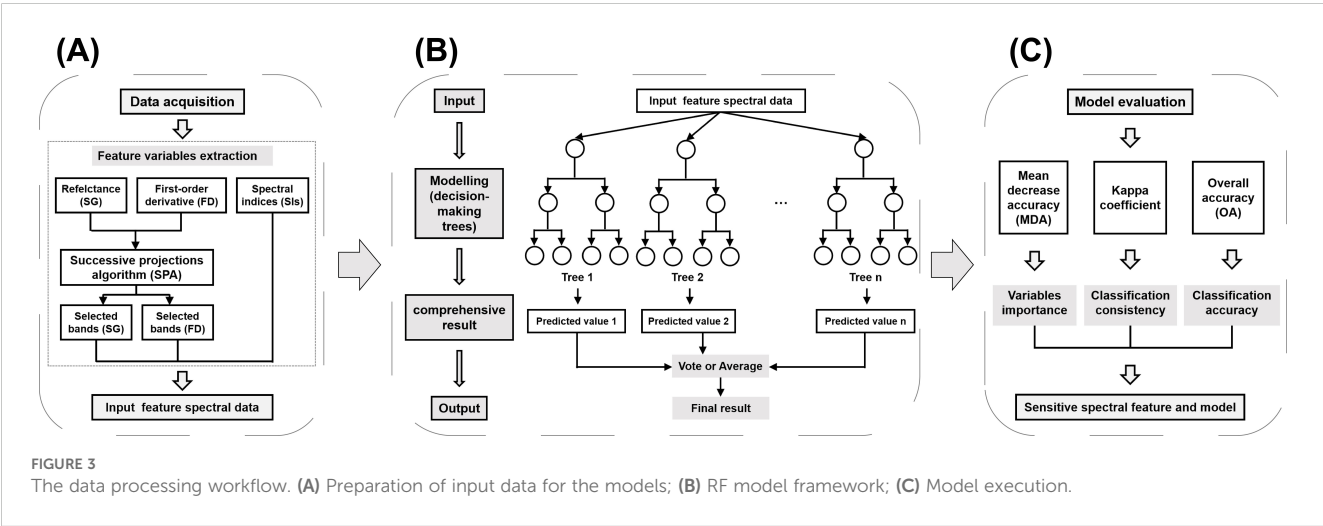 (A)
Data acquisition
Feature variables extraction
Refelctance
(SG)
First-order
derivative (FD)
Spectral
indices (SIs)
Successive projections
algorithm (SPA)
Selected
bands (SG)
Selected
bands (FD)
Input feature spectral data
(B)
Input
Modelling
(decision-
making
trees)
comprehensive
result
Output
Input feature spectral data
...
Tree 1
Tree 2
Tree n
Predicted value 1
Predicted value 2
Predicted value n
Vote or Average
Final result
(C)
Model evaluation
Mean
decrease
accuracy
(MDA)
Kappa
coefficient
Overall
accuracy
(OA)
Variables
importance
Classification
consistency
Classification
accuracy
Sensitive spectral feature and model
FIGURE 3
The data processing workflow. (A) Preparation of input data for the models; (B) RF model framework; (C) Model execution.